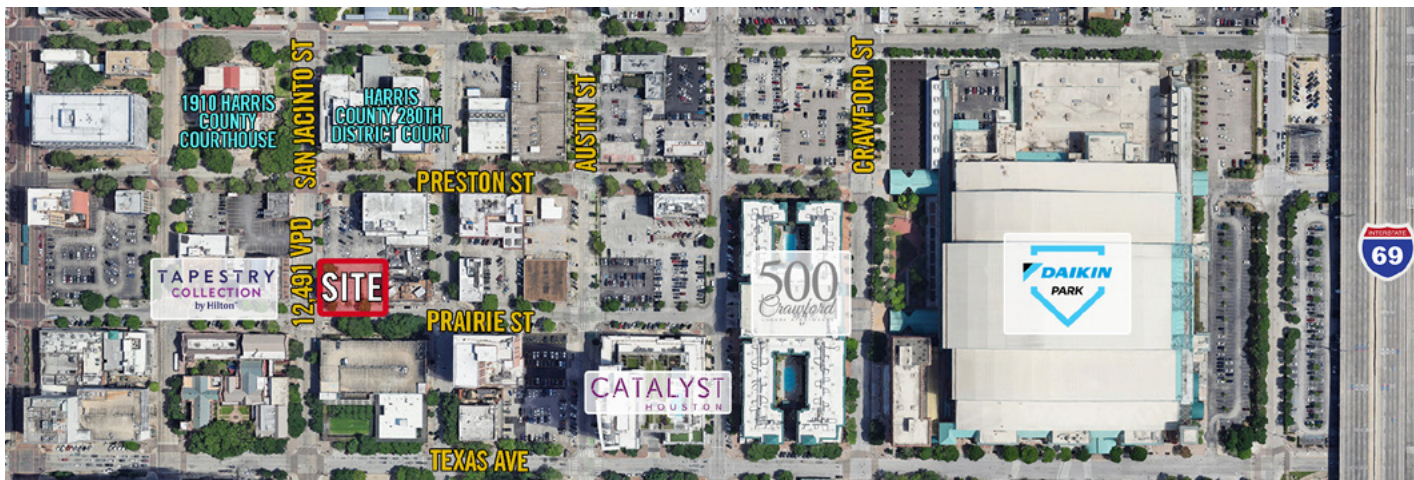 1910 HARRIS
COUNTY
COURTHOUSE
SAN JACINTO ST
HARRIS
COUNTY 280TH
DISTRICT COURT
AUSTIN ST
CRAWFORD ST
PRESTON ST
12,491 VPD
TAPESTRY
COLLECTION
by Hilton
SITE
PRAIRIE ST
500
Crawford
DAIKIN
PARK
INTERSTATE
69
CATALYST
HOUSTON
TEXAS AVE